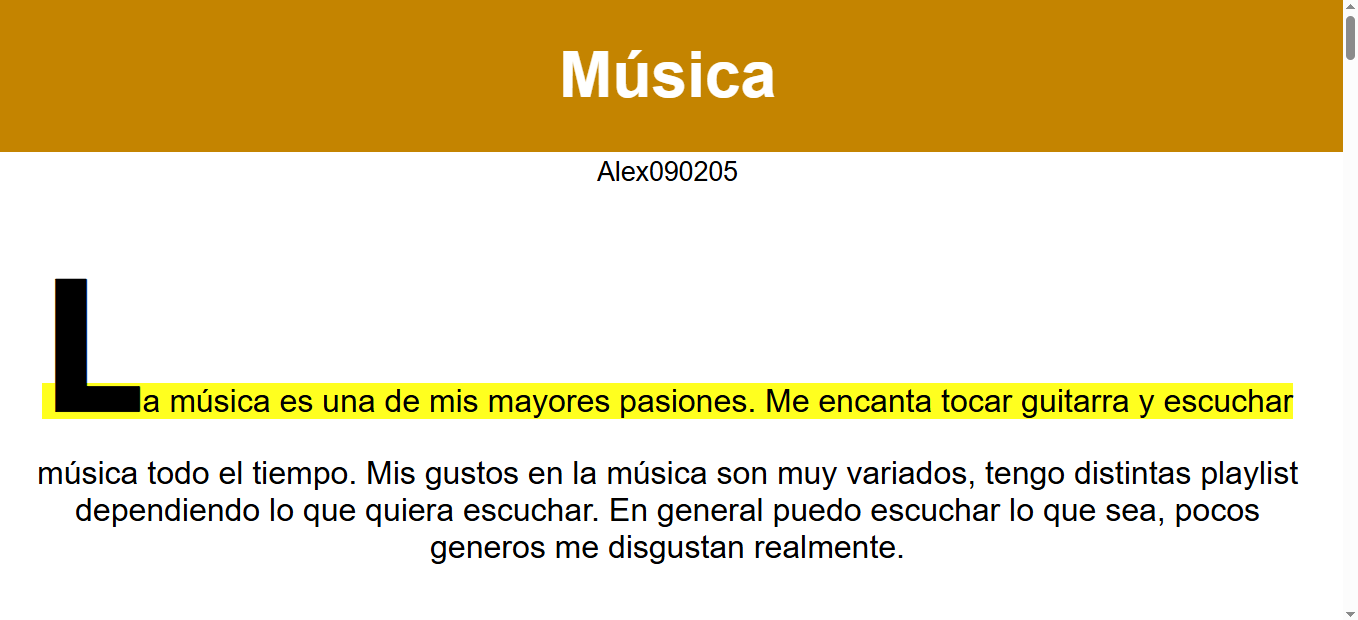 Música
Alex090205
La música es una de mis mayores pasiones. Me encanta tocar guitarra y escuchar
música todo el tiempo. Mis gustos en la música son muy variados, tengo distintas playlist
dependiendo lo que quiera escuchar. En general puedo escuchar lo que sea, pocos
generos me disgustan realmente.